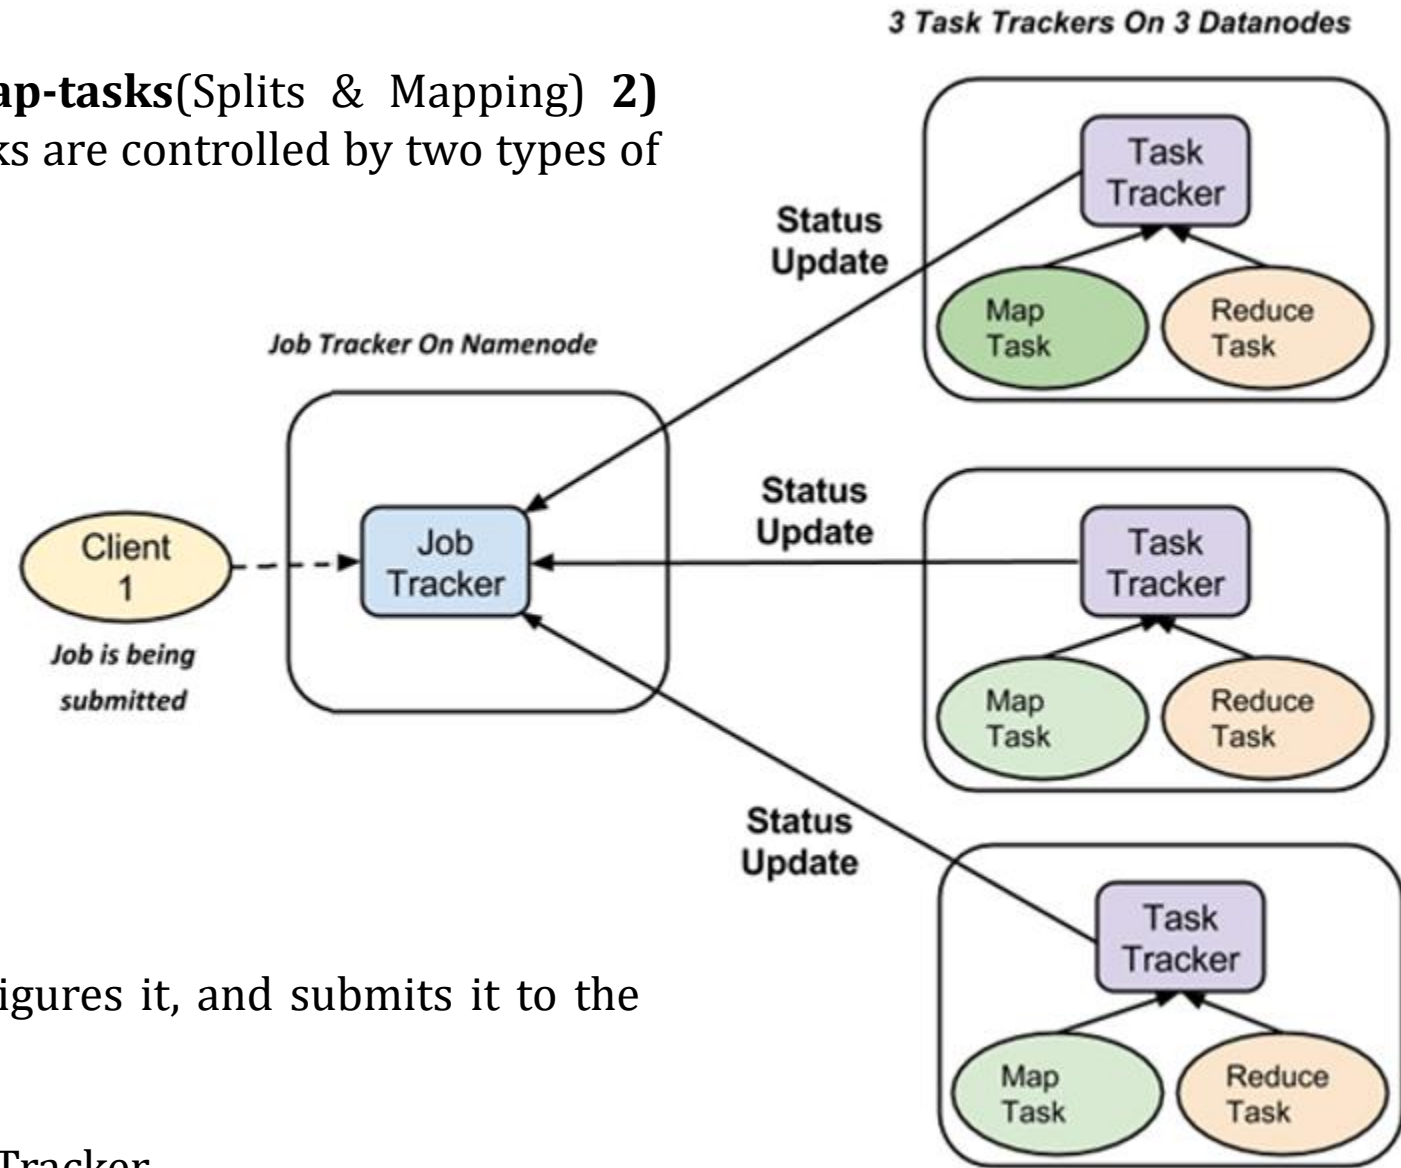 3 Task Trackers On 3 Datanodes
ap-tasks(Splits & Mapping) 2)
ks are controlled by two types of
Task
Tracker
Status
Update
Map
Task
Reduce
Task
Job Tracker On Namenode
Status
Update
Task
Tracker
Client
1
Job
Tracker
Job is being
submitted
Map
Task
Reduce
Task
Status
Update
Task
Tracker
igures it, and submits it to the
Map
Task
Reduce
Task
Tracker